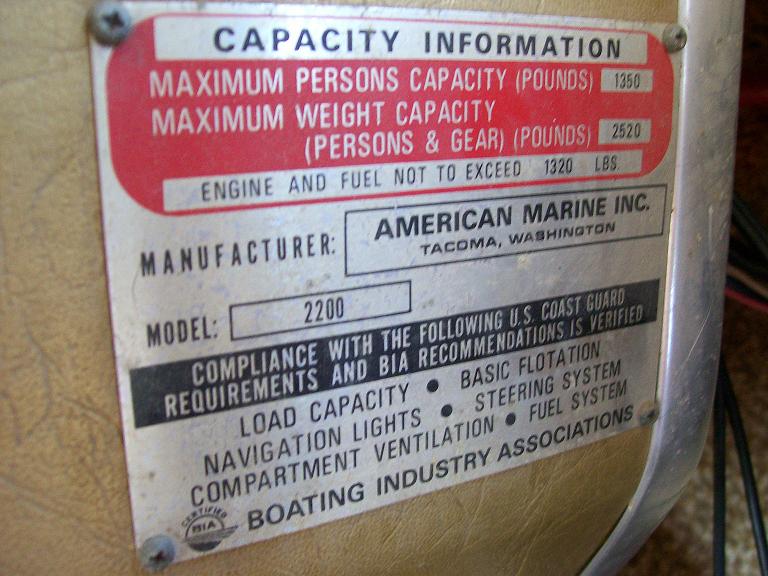 CAPACITY INFORMATION
MAXIMUM PERSONS CAPACITY (POUNDS) 1350
MAXIMUM WEIGHT CAPACITY
(PERSONS & GEAR) (POUNDS) 2520
ENGINE AND FUEL NOT TO EXCEED 1320 LBS.
MANUFACTURER: AMERICAN MARINE INC.
TACOMA, WASHINGTON
MODEL: 2200
COMPLIANCE WITH THE FOLLOWING U.S. COAST GUARD
REQUIREMENTS AND BIA RECOMMENDATIONS IS VERIFIED
LOAD CAPACITY • BASIC FLOTATION
NAVIGATION LIGHTS • STEERING SYSTEM
COMPARTMENT VENTILATION • FUEL SYSTEM
CERTIFIED
BIA
BOATING INDUSTRY ASSOCIATIONS